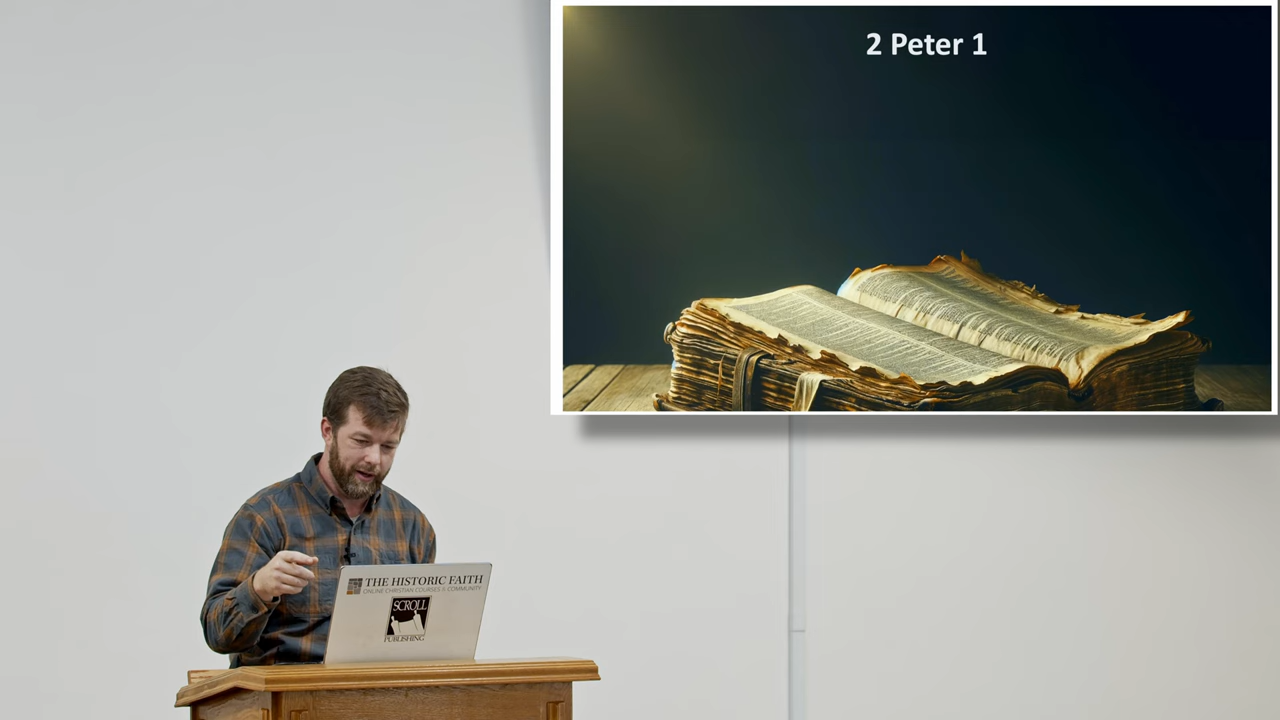 2 Peter 1
THE HISTORIC FAITH
ONLINE CHRISTIAN COURSES & COMMUNITY
SCROLL
PUBLISHING